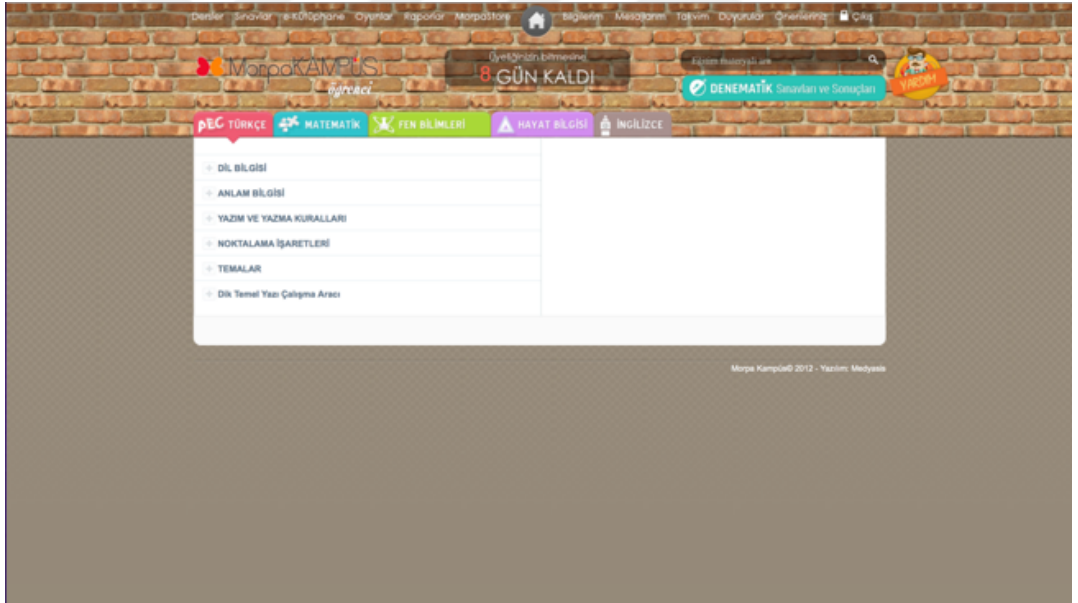 Dersler Sınavlar e-Kütüphane Oyunlar Raporlar MorpaStore Bilgilerim Mesajlarım Takvim Duyurular Önerileriniz Çıkış
MorpaKAMPÜS
öğrenci
Üyeliğinizin bitmesine
8 GÜN KALDI
Eğitim materyali ara
DENEMATİK Sınavları ve Sonuçları
YARDIM
TÜRKÇE MATEMATİK FEN BİLİMLERİ HAYAT BİLGİSİ İNGİLİZCE
DİL BİLGİSİ
ANLAM BİLGİSİ
YAZIM VE YAZMA KURALLARI
NOKTALAMA İŞARETLERİ
TEMALAR
Dik Temel Yazı Çalışma Aracı
Morpa Kampüs© 2012 - Yazılım: Medyasis